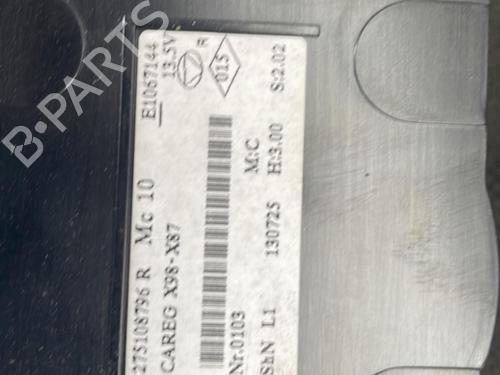 275108796 R Mc 10
E1067144
13.5V
R
CAREG X98-X87
015
Nr.0103
M:C
S:2.02
ShN L1
130725
H:3.00
B-PARTS